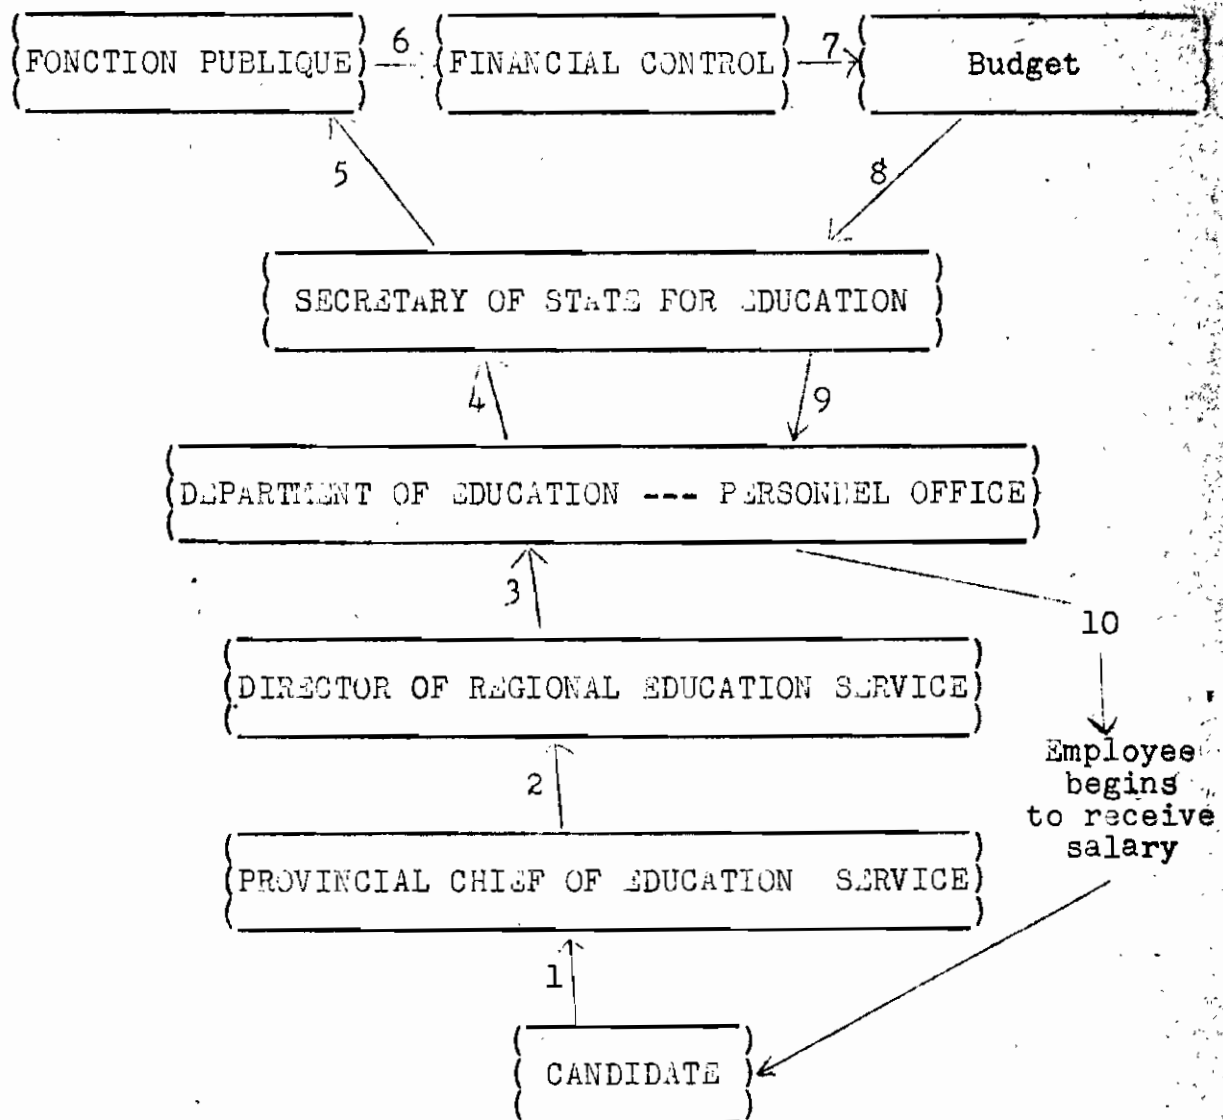 FONCTION PUBLIQUE 6 FINANCIAL CONTROL 7 Budget
5 8
SECRETARY OF STATE FOR EDUCATION
4 9
DEPARTMENT OF EDUCATION --- PERSONNEL OFFICE
3
10
DIRECTOR OF REGIONAL EDUCATION SERVICE
2
Employee
begins
to receive
salary
PROVINCIAL CHIEF OF EDUCATION SERVICE
1
CANDIDATE